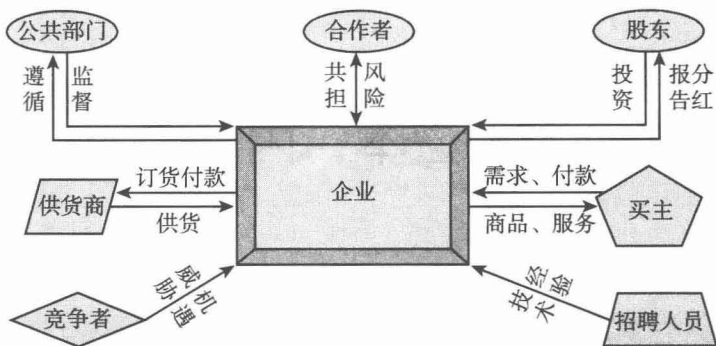 公共部门
合作者
股东
遵循
监督
共担
风险
投资
报告
分红
订货付款
供货商
供货
企业
需求、付款
商品、服务
买主
威胁
机遇
竞争者
技术
经验
招聘人员